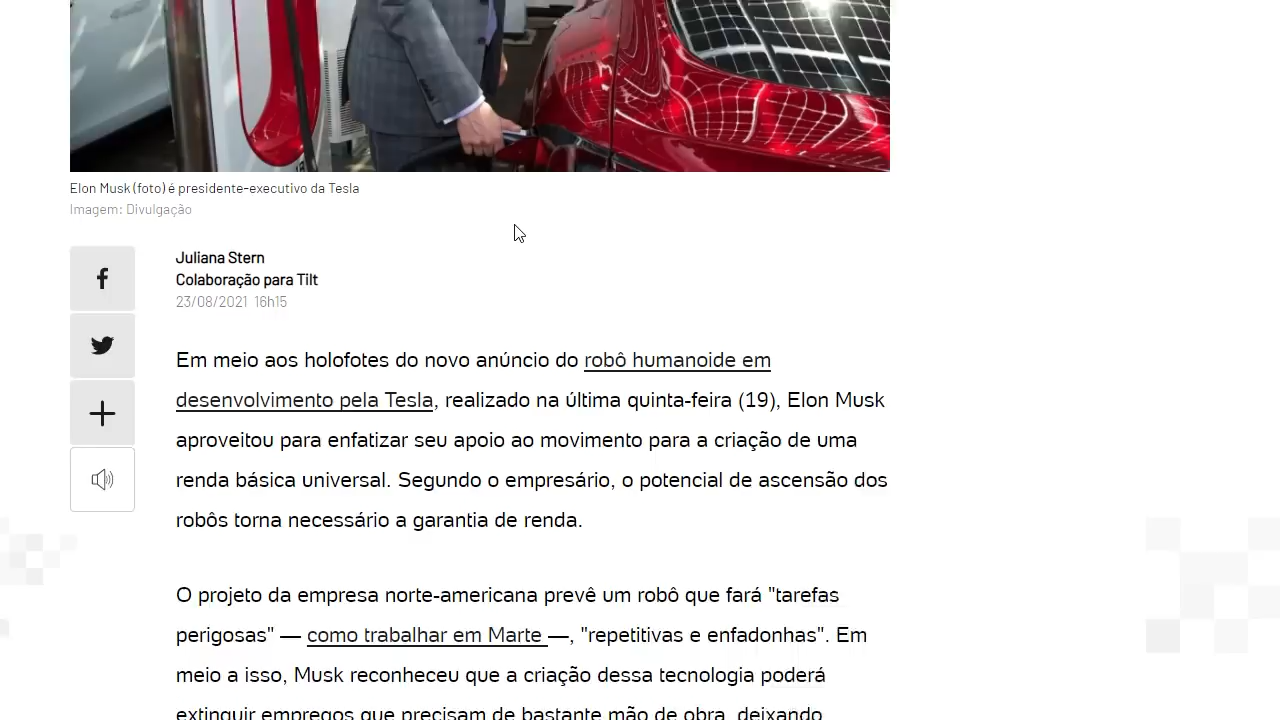 Elon Musk (foto) é presidente-executivo da Tesla
Imagem: Divulgação
Juliana Stern
Colaboração para Tilt
23/08/2021 16h15
Em meio aos holofotes do novo anúncio do robô humanoide em
desenvolvimento pela Tesla, realizado na última quinta-feira (19), Elon Musk
aproveitou para enfatizar seu apoio ao movimento para a criação de uma
renda básica universal. Segundo o empresário, o potencial de ascensão dos
robôs torna necessário a garantia de renda.
O projeto da empresa norte-americana prevê um robô que fará "tarefas
perigosas" — como trabalhar em Marte —, "repetitivas e enfadonhas". Em
meio a isso, Musk reconheceu que a criação dessa tecnologia poderá
extinguir empregos que precisam de bastante mão de obra, deixando